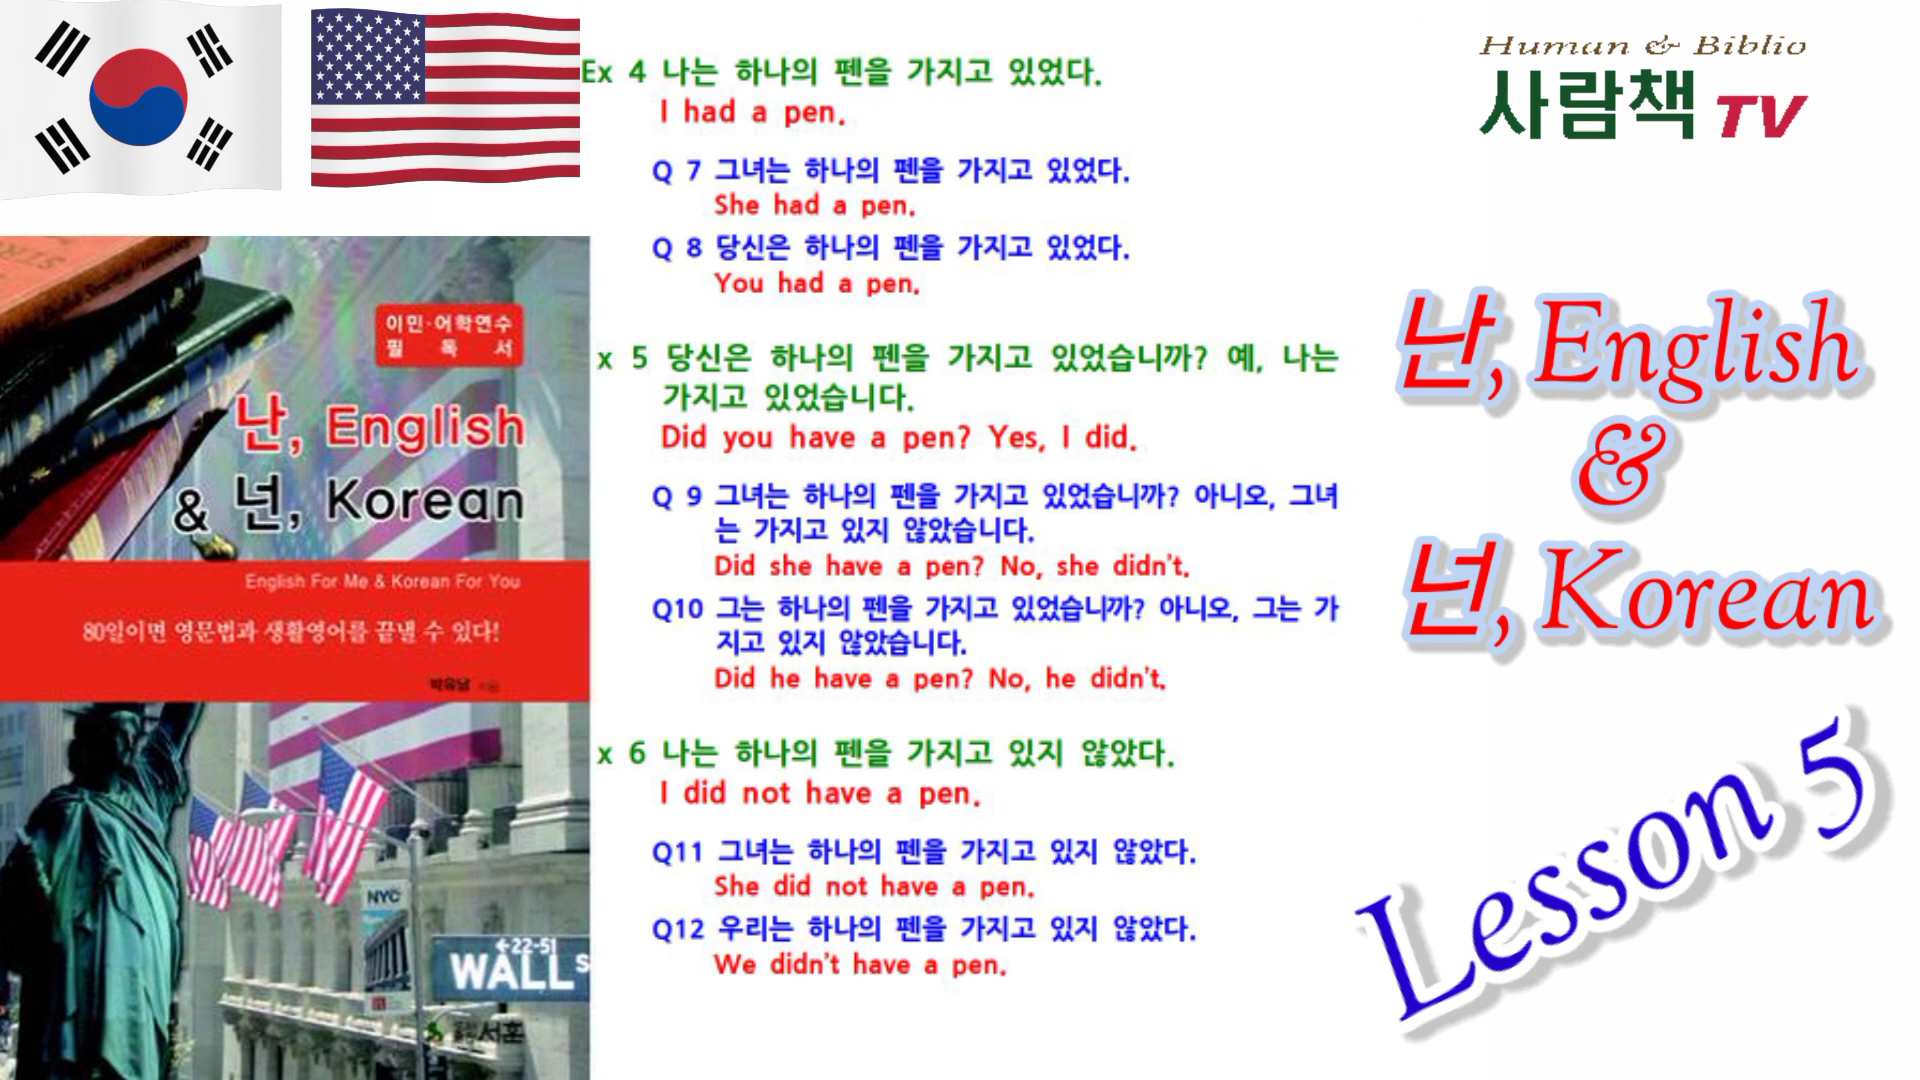 Ex 4 나는 하나의 펜을 가지고 있었다.
I had a pen.
Q 7 그녀는 하나의 펜을 가지고 있었다.
She had a pen.
Q 8 당신은 하나의 펜을 가지고 있었다.
You had a pen.
x 5 당신은 하나의 펜을 가지고 있었습니까? 예, 나는
가지고 있었습니다.
Did you have a pen? Yes, I did.
Q 9 그녀는 하나의 펜을 가지고 있었습니까? 아니오, 그녀
는 가지고 있지 않았습니다.
Did she have a pen? No, she didn't.
Q10 그는 하나의 펜을 가지고 있었습니까? 아니오, 그는 가
지고 있지 않았습니다.
Did he have a pen? No, he didn't.
x 6 나는 하나의 펜을 가지고 있지 않았다.
I did not have a pen.
Q11 그녀는 하나의 펜을 가지고 있지 않았다.
She did not have a pen.
Q12 우리는 하나의 펜을 가지고 있지 않았다.
We didn't have a pen.
이민·어학연수
필 독 서
난, English
& 넌, Korean
English For Me & Korean For You
80일이면 영문법과 생활영어를 끝낼 수 있다!
NYC
←22-51
WALL S
서훈
Human & Biblio
사람책 TV
난, English
&
넌, Korean
Lesson 5